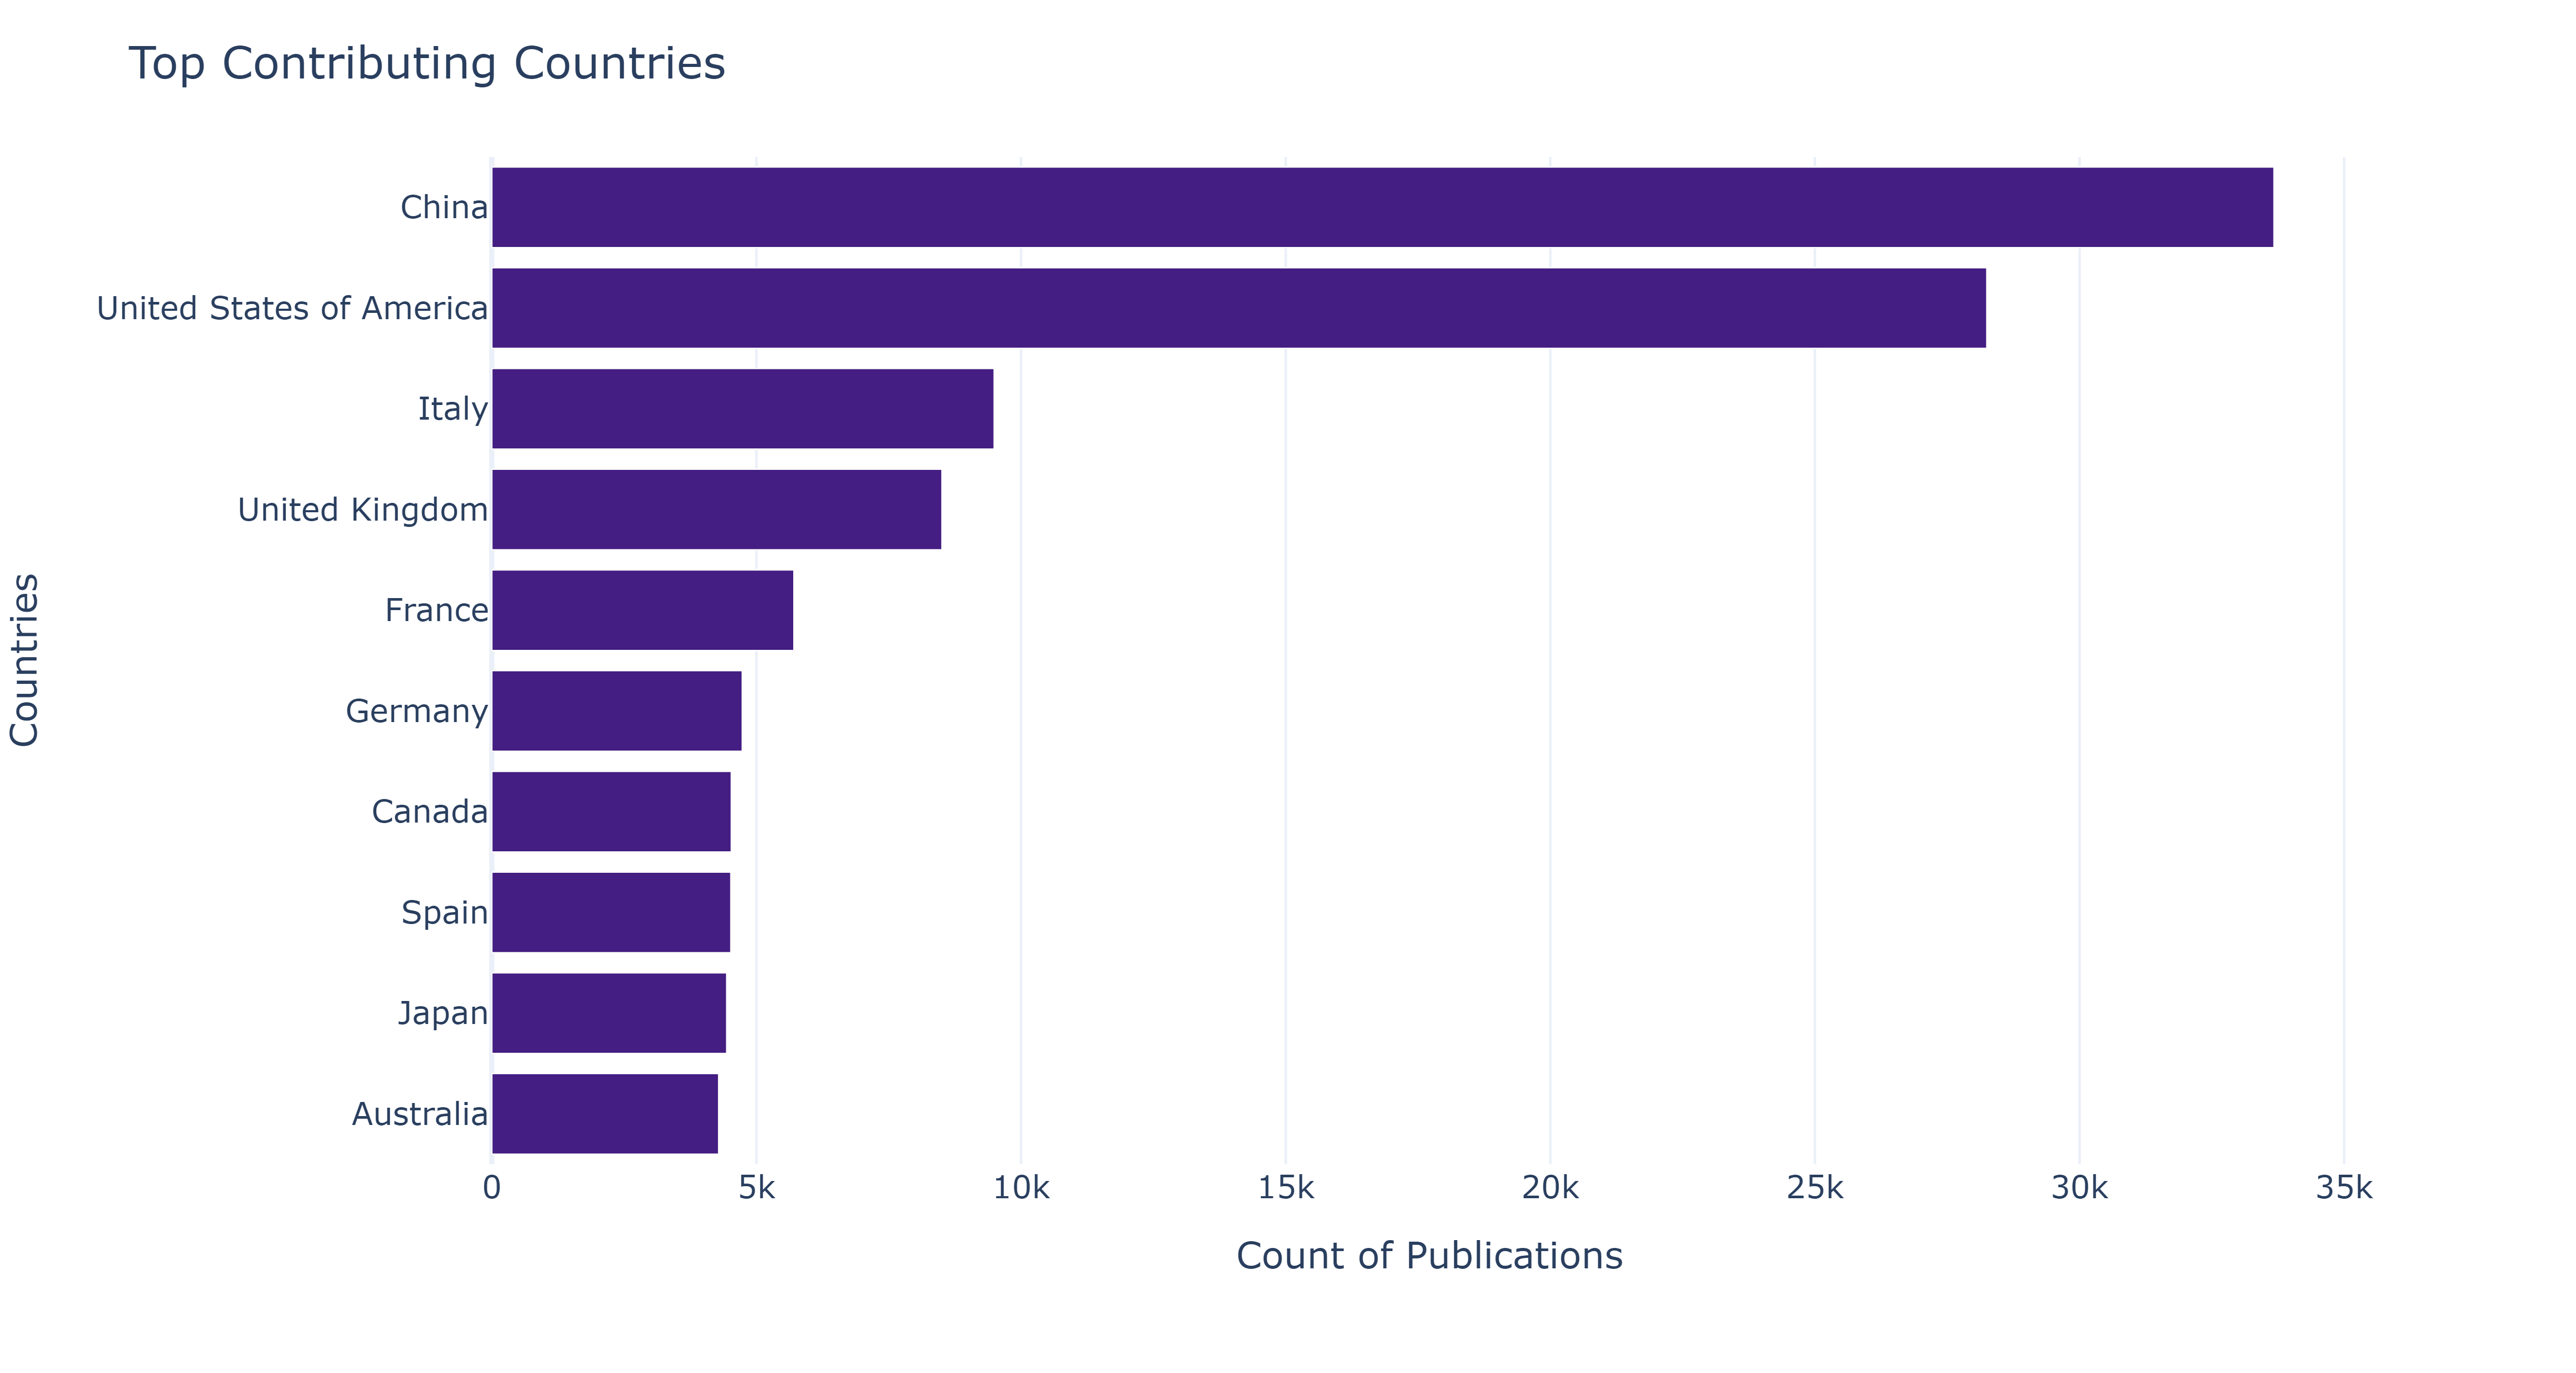 Top Contributing Countries
China
United States of America
Italy
United Kingdom
France
Germany
Canada
Spain
Japan
Australia
Countries
0 5k 10k 15k 20k 25k 30k 35k
Count of Publications